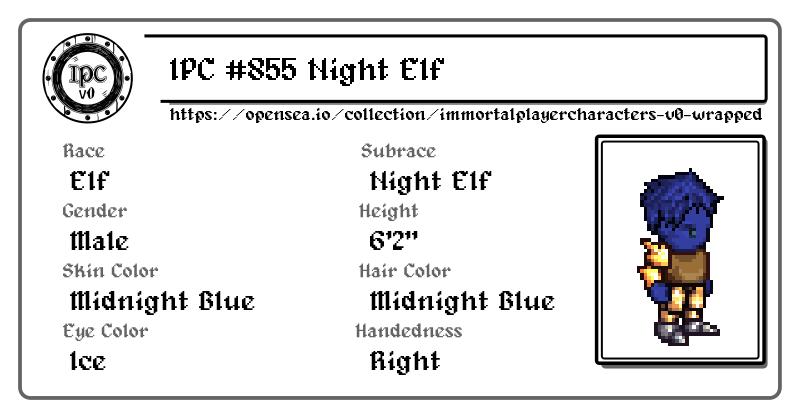 IPC
v0
IPC #855 Night Elf
https://opensea.io/collection/immortalplayercharacters-v0-wrapped
Race
Elf
Subrace
Night Elf
Gender
Male
Height
6'2"
Skin Color
Midnight Blue
Hair Color
Midnight Blue
Eye Color
Ice
Handedness
Right